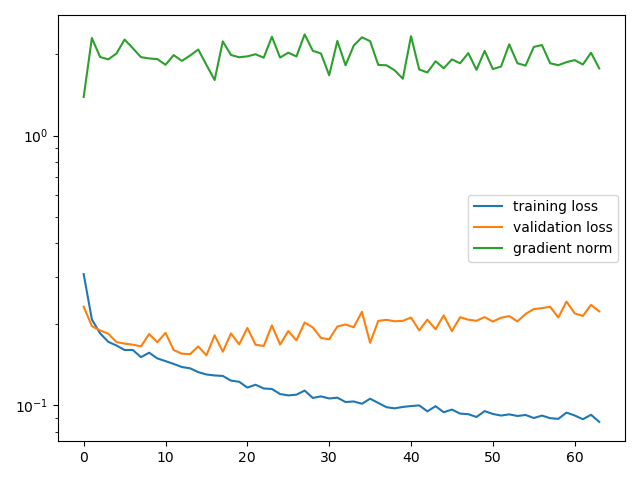 10⁰
10⁻¹
training loss
validation loss
gradient norm
0 10 20 30 40 50 60